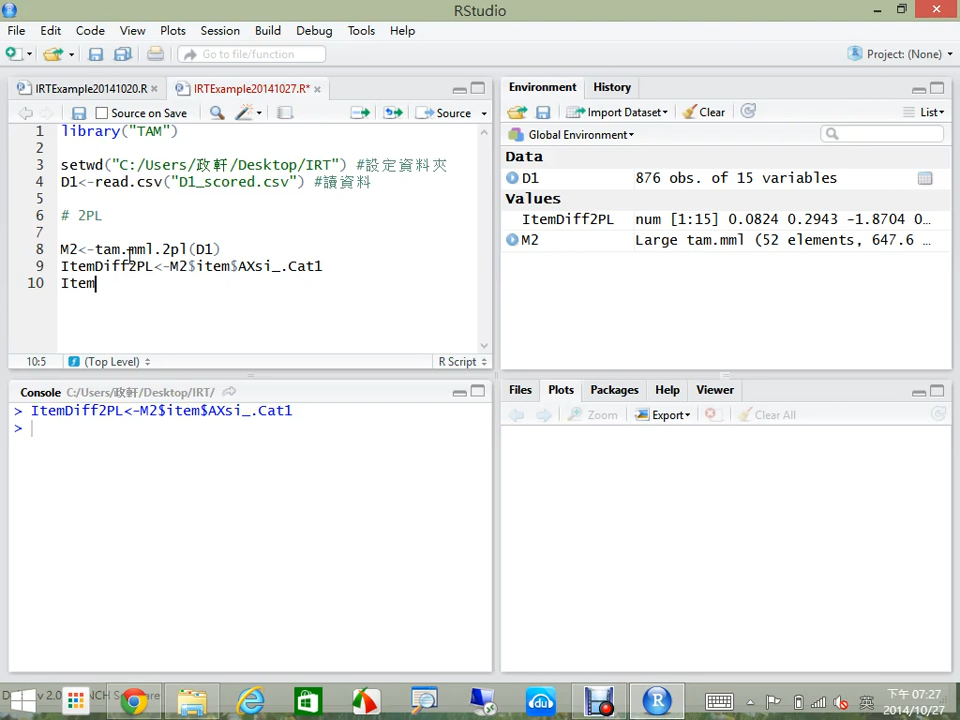 RStudio
File Edit Code View Plots Session Build Debug Tools Help
Go to file/function
Project: (None)
IRTExample20141020.R
IRTExample20141027.R*
Source on Save
Source
1 library("TAM")
2
3 setwd("C:/Users/政軒/Desktop/IRT") #設定資料夾
4 D1<-read.csv("D1_scored.csv") #讀資料
5
6 # 2PL
7
8 M2<-tam.mml.2pl(D1)
9 ItemDiff2PL<-M2$item$AXsi_.Cat1
10 Item
10:5 (Top Level) R Script
Console C:/Users/政軒/Desktop/IRT/
> ItemDiff2PL<-M2$item$AXsi_.Cat1
>
Environment History
Import Dataset Clear List
Global Environment
Data
D1 876 obs. of 15 variables
Values
ItemDiff2PL num [1:15] 0.0824 0.2943 -1.8704 0…
M2 Large tam.mml (52 elements, 647.6 …
Files Plots Packages Help Viewer
Zoom Export Clear All
du
英
下午 07:27
2014/10/27